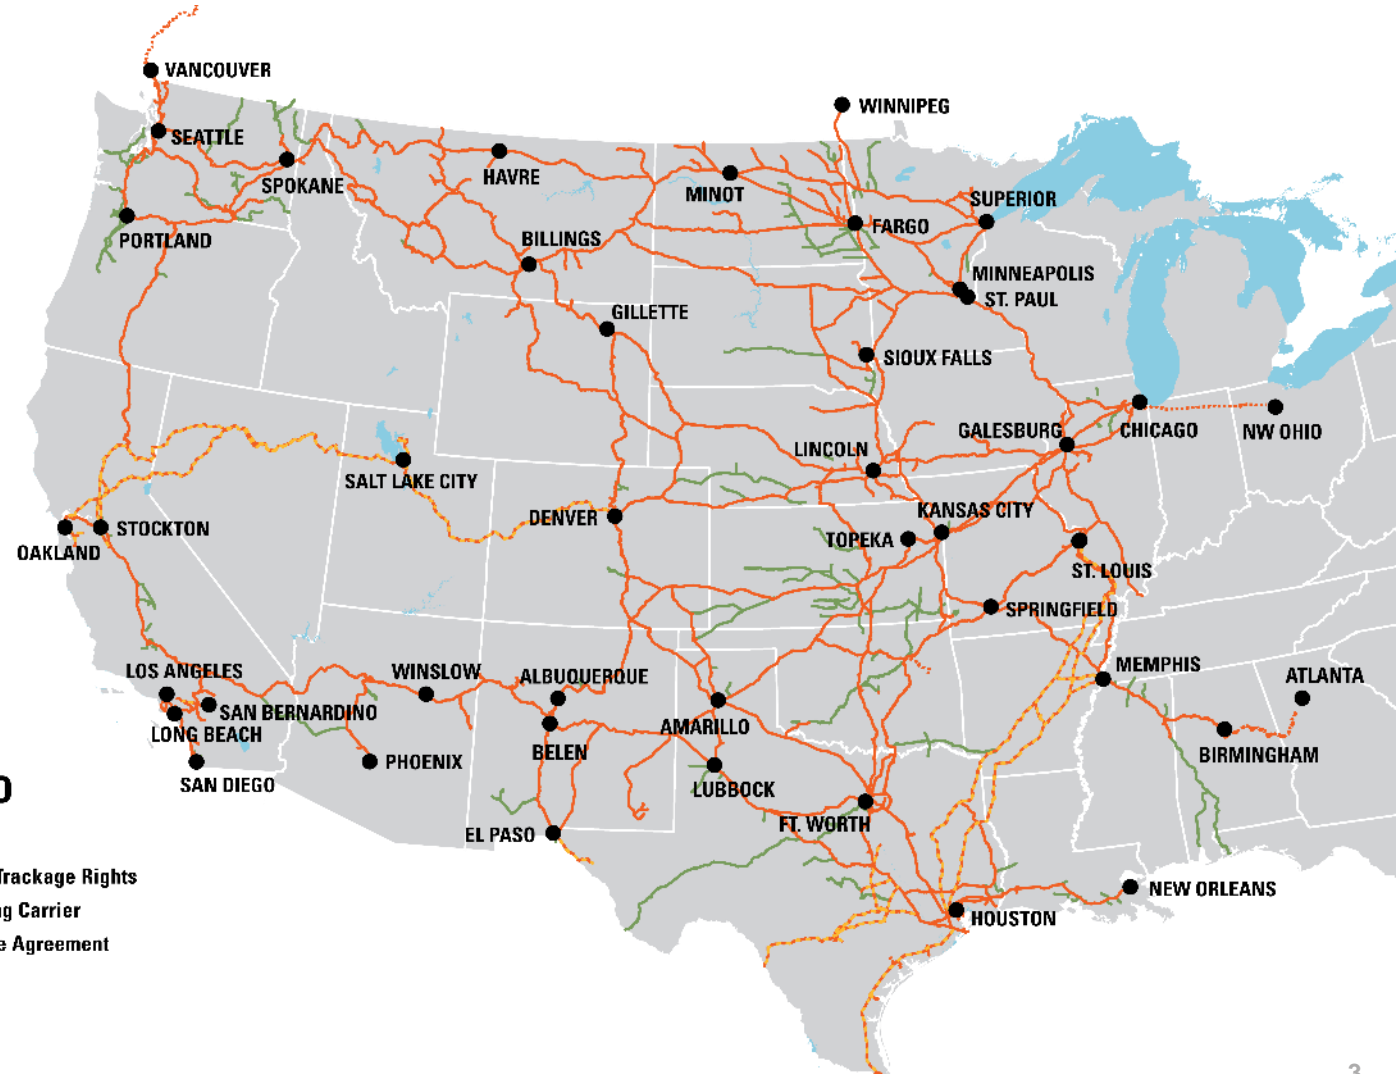 VANCOUVER
WINNIPEG
SEATTLE
SPOKANE
HAVRE
MINOT
SUPERIOR
PORTLAND
FARGO
BILLINGS
MINNEAPOLIS
ST. PAUL
GILLETTE
SIOUX FALLS
GALESBURG
CHICAGO
NW OHIO
LINCOLN
SALT LAKE CITY
KANSAS CITY
DENVER
STOCKTON
TOPEKA
OAKLAND
ST. LOUIS
SPRINGFIELD
MEMPHIS
LOS ANGELES
WINSLOW
ALBUQUERQUE
ATLANTA
SAN BERNARDINO
AMARILLO
LONG BEACH
BELEN
BIRMINGHAM
PHOENIX
SAN DIEGO
LUBBOCK
FT. WORTH
EL PASO
Trackage Rights
NEW ORLEANS
g Carrier
HOUSTON
e Agreement
3